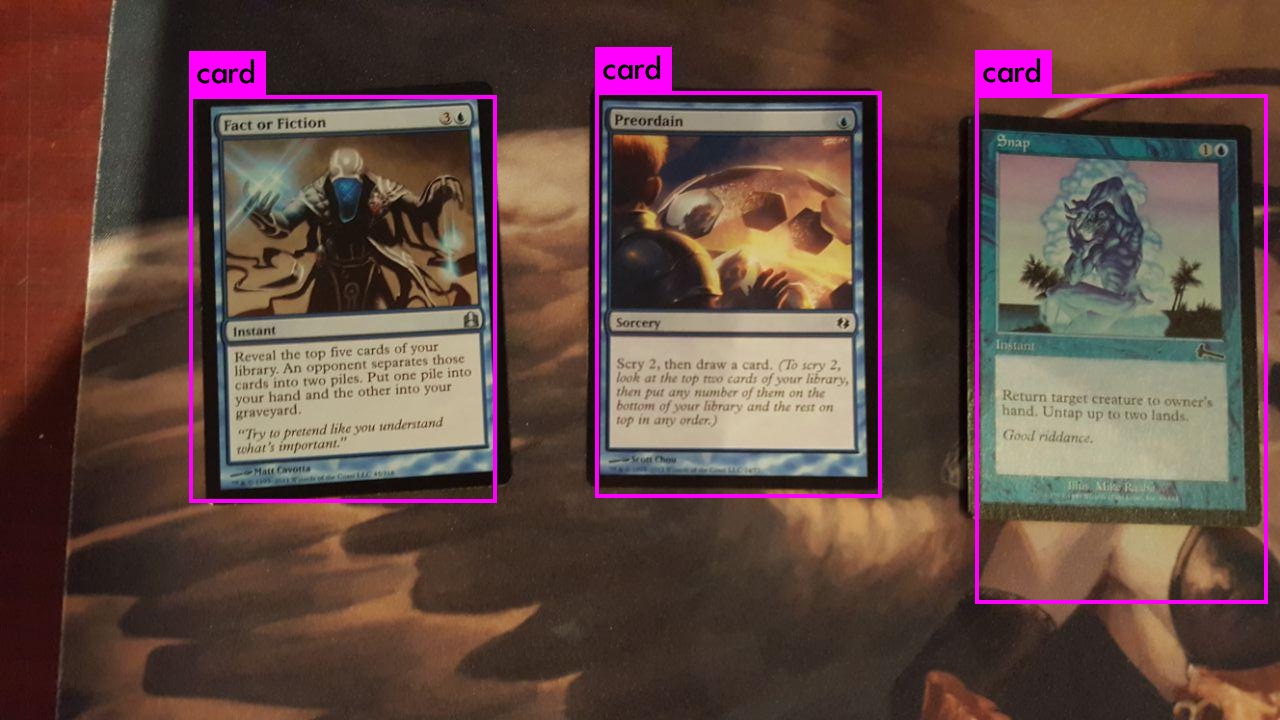 card
card
card
Fact or Fiction 3
Instant
Reveal the top five cards of your
library. An opponent separates those
cards into two piles. Put one pile into
your hand and the other into your
graveyard.
"Try to pretend like you understand
what's important."
Matt Cavotta
Preordain
Sorcery
Scry 2, then draw a card. (To scry 2,
look at the top two cards of your library,
then put any number of them on the
bottom of your library and the rest on
top in any order.)
Scott Chou
Snap 1
Instant
Return target creature to owner's
hand. Untap up to two lands.
Good riddance.
Illus. Mike